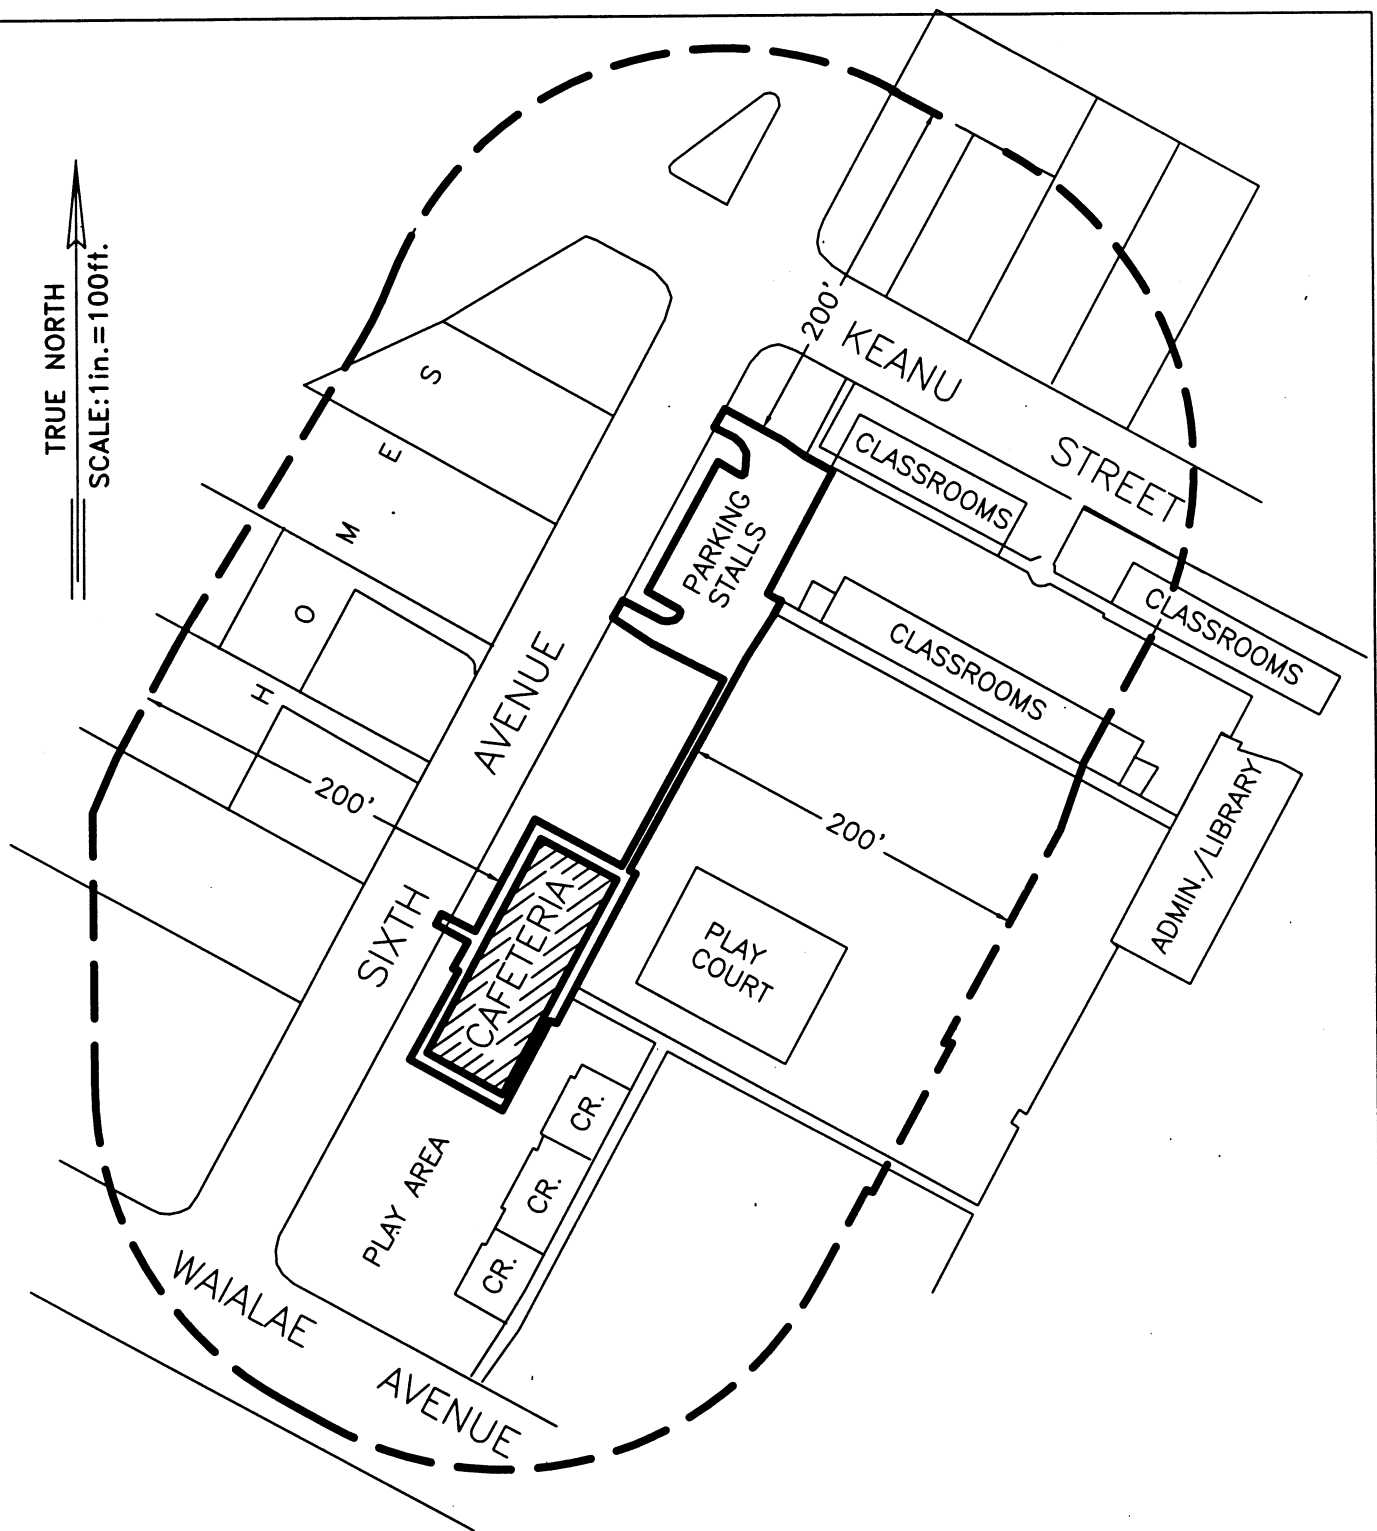 TRUE NORTH
SCALE:1in.=100ft.
200'
KEANU
STREET
CLASSROOMS
CLASSROOMS
CLASSROOMS
PARKING
STALLS
H O M E S
SIXTH
AVENUE
200'
200'
ADMIN./LIBRARY
CAFETERIA
PLAY
COURT
CR.
CR.
CR.
PLAY AREA
WAIALAE
AVENUE